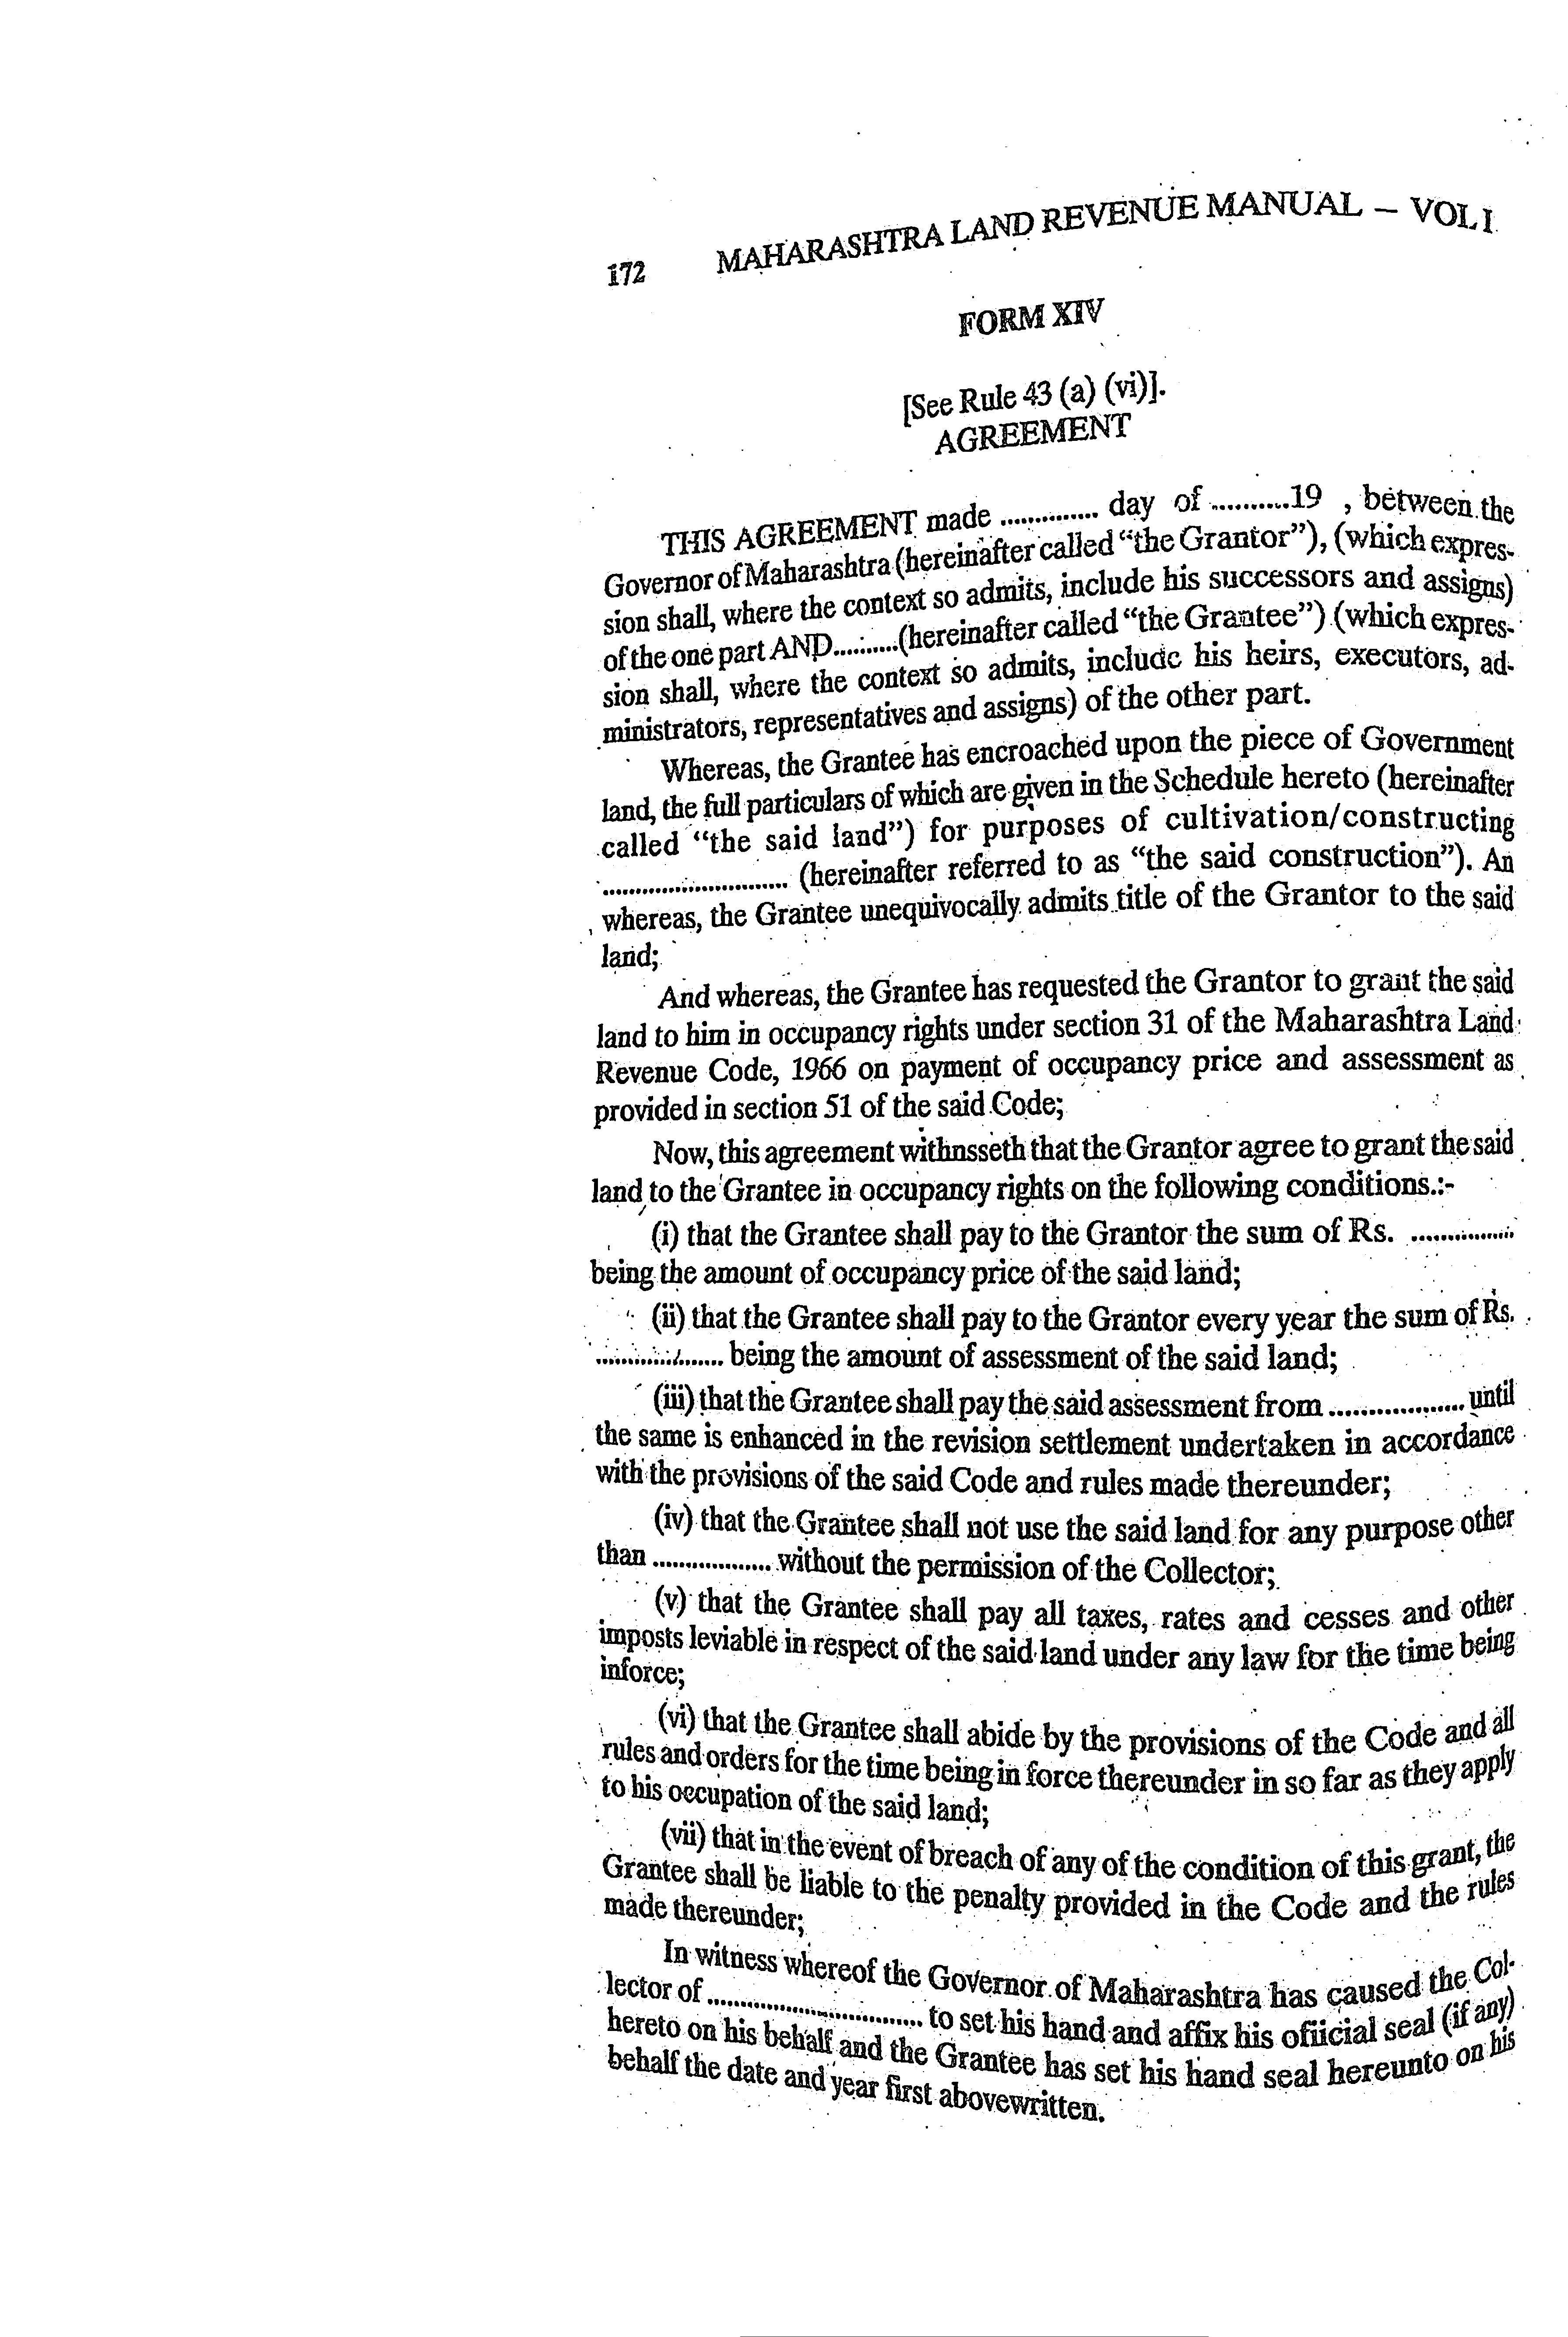 172 MAHARASHTRA LAND REVENUE MANUAL – VOL I
FORM XIV
[See Rule 43 (a) (vi)].
AGREEMENT
THIS AGREEMENT made .............. day of ...........19 , between the
Governor of Maharashtra (hereinafter called “the Grantor”), (which expres-
sion shall, where the context so admits, include his successors and assigns)
of the one part AND.........(hereinafter called “the Grantee”) (which expres-
sion shall, where the context so admits, include his heirs, executors, ad-
ministrators, representatives and assigns) of the other part.
Whereas, the Grantee has encroached upon the piece of Government
land, the full particulars of which are given in the Schedule hereto (hereinafter
called “the said land”) for purposes of cultivation/constructing
........................... (hereinafter referred to as “the said construction”). An
whereas, the Grantee unequivocally admits title of the Grantor to the said
land;
And whereas, the Grantee has requested the Grantor to grant the said
land to him in occupancy rights under section 31 of the Maharashtra Land
Revenue Code, 1966 on payment of occupancy price and assessment as
provided in section 51 of the said Code;
Now, this agreement withnsseth that the Grantor agree to grant the said
land to the Grantee in occupancy rights on the following conditions.:-
(i) that the Grantee shall pay to the Grantor the sum of Rs. ...............
being the amount of occupancy price of the said land;
(ii) that the Grantee shall pay to the Grantor every year the sum of Rs.
................... being the amount of assessment of the said land;
(iii) that the Grantee shall pay the said assessment from ................... until
the same is enhanced in the revision settlement undertaken in accordance
with the provisions of the said Code and rules made thereunder;
(iv) that the Grantee shall not use the said land for any purpose other
than .................. without the permission of the Collector;
(v) that the Grantee shall pay all taxes, rates and cesses and other
imposts leviable in respect of the said land under any law for the time being
inforce;
(vi) that the Grantee shall abide by the provisions of the Code and all
rules and orders for the time being in force thereunder in so far as they apply
to his occupation of the said land;
(vii) that in the event of breach of any of the condition of this grant, the
Grantee shall be liable to the penalty provided in the Code and the rules
made thereunder;
In witness whereof the Governor of Maharashtra has caused the Col-
lector of ................................ to set his hand and affix his ofiicial seal (if any)
hereto on his behalf and the Grantee has set his hand seal hereunto on his
behalf the date and year first abovewritten.